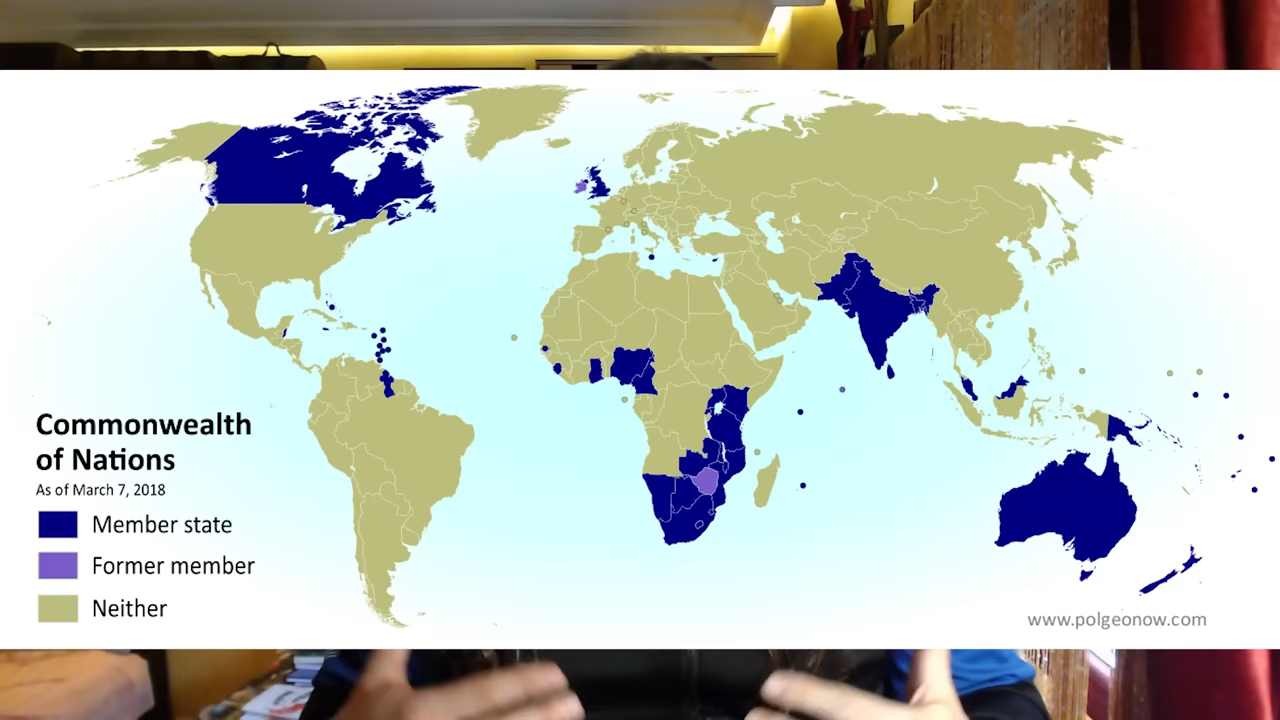 Commonwealth
of Nations
As of March 7, 2018
Member state
Former member
Neither
www.polgeonow.com